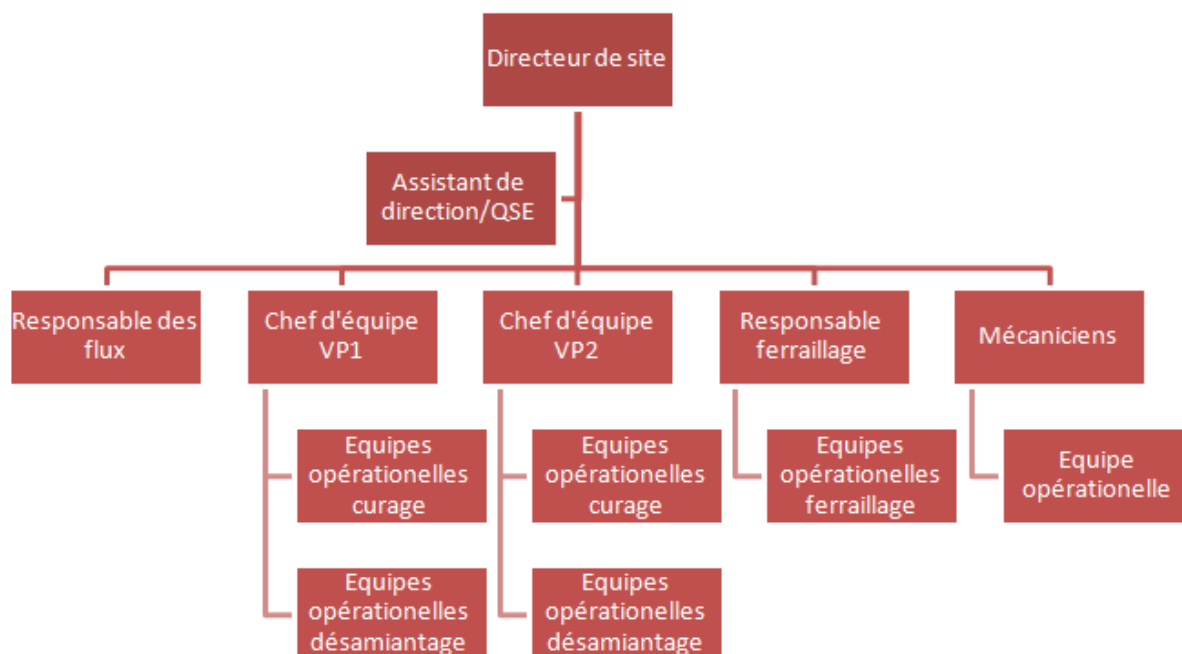 Directeur de site
Assistant de
direction/QSE
Responsable des
flux
Chef d'équipe
VP1
Chef d'équipe
VP2
Responsable
ferraillage
Mécaniciens
Equipes
opérationelles
curage
Equipes
opérationelles
curage
Equipes
opérationelles
ferraillage
Equipe
opérationelle
Equipes
opérationelles
désamiantage
Equipes
opérationelles
désamiantage